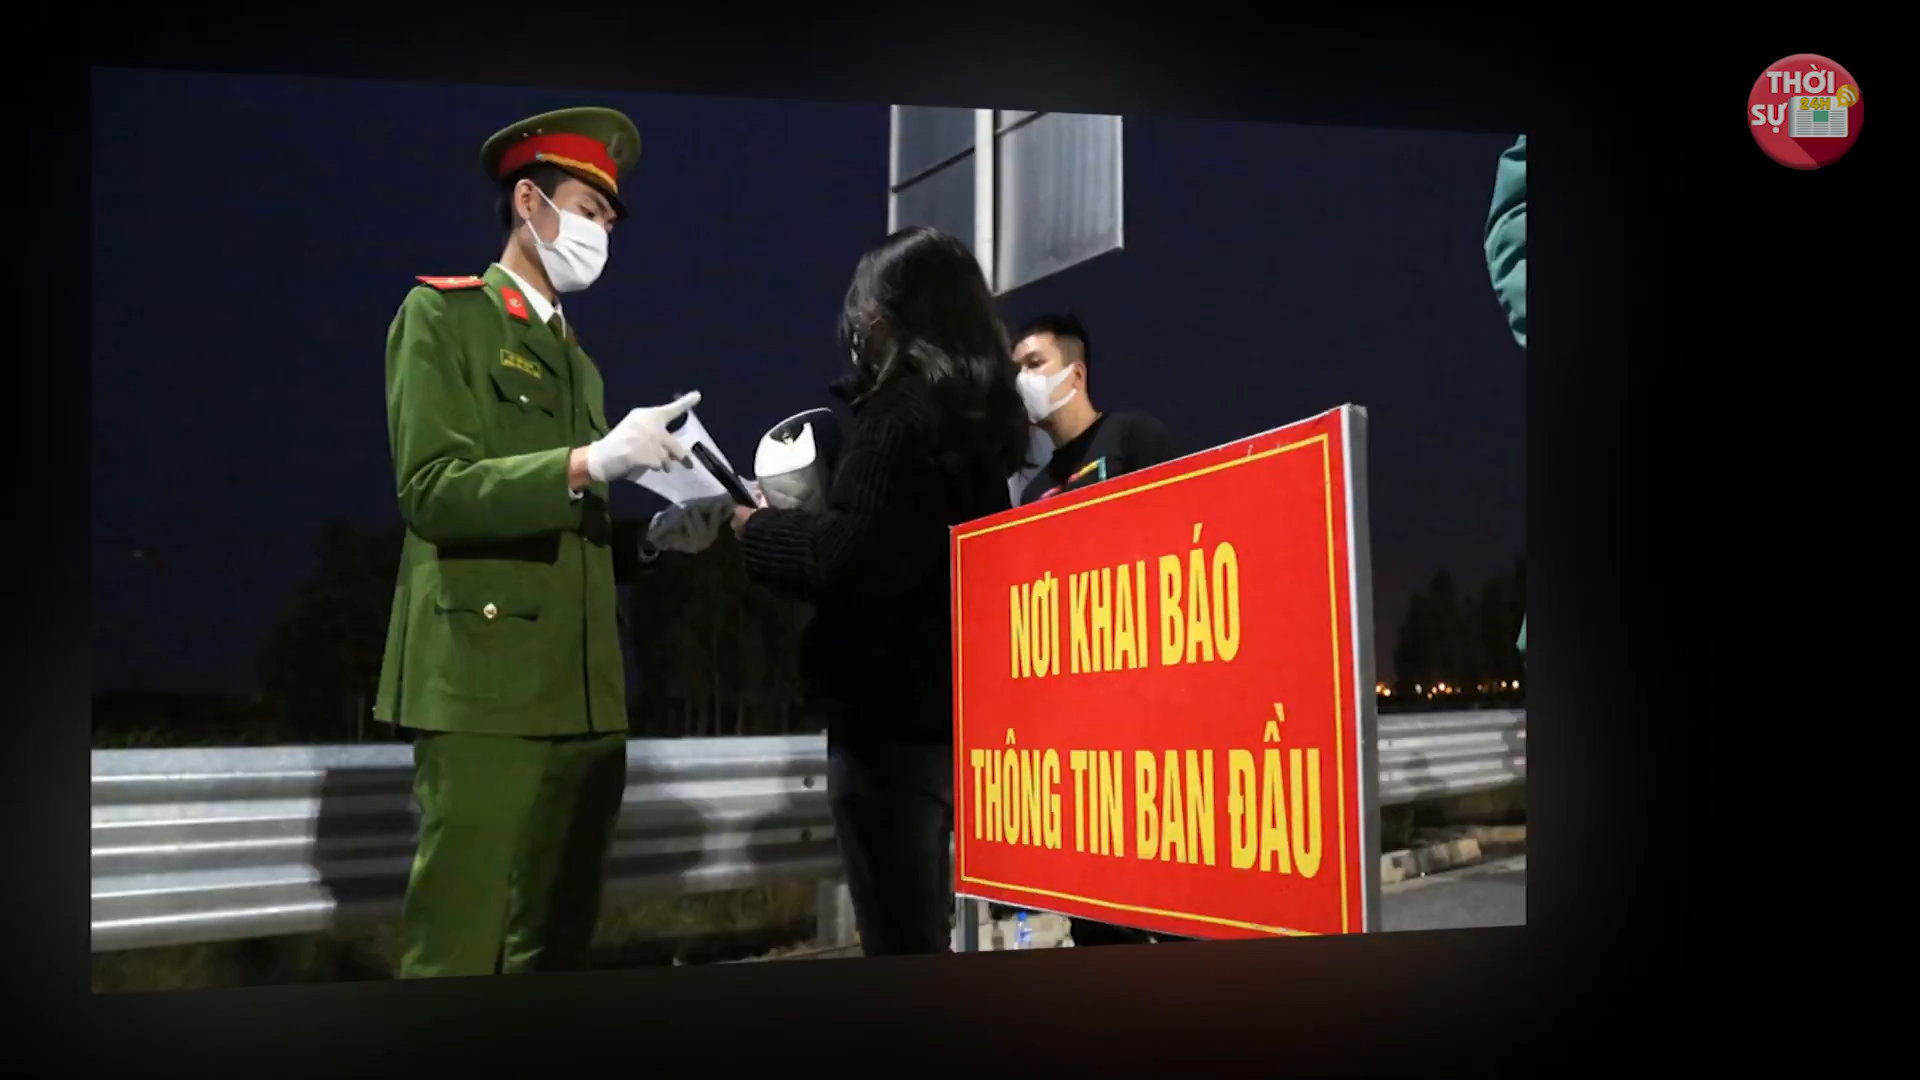 THỜI
SỰ 24H
NƠI KHAI BÁO
THÔNG TIN BAN ĐẦU